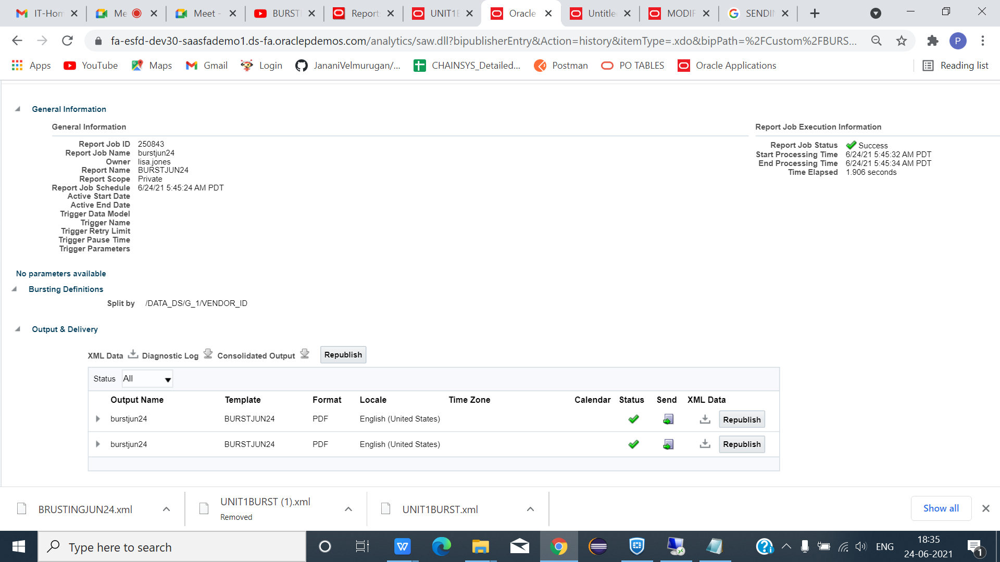 IT-Hom
Me
Meet -
BURSTI
Report
UNIT1B
Oracle
Untitle
MODIF
SENDIN
fa-esfd-dev30-saasfademo1.ds-fa.oraclepdemos.com/analytics/saw.dll?bipublisherEntry&Action=history&itemType=.xdo&bipPath=%2FCustom%2FBURS...
P
Apps
YouTube
Maps
Gmail
Login
JananiVelmurugan/...
CHAINSYS_Detailed...
Postman
PO TABLES
Oracle Applications
Reading list
General Information
General Information
Report Job ID 250843
Report Job Name burstjun24
Owner lisa.jones
Report Name BURSTJUN24
Report Scope Private
Report Job Schedule 6/24/21 5:45:24 AM PDT
Active Start Date
Active End Date
Trigger Data Model
Trigger Name
Trigger Retry Limit
Trigger Pause Time
Trigger Parameters
Report Job Execution Information
Report Job Status Success
Start Processing Time 6/24/21 5:45:32 AM PDT
End Processing Time 6/24/21 5:45:34 AM PDT
Time Elapsed 1.906 seconds
No parameters available
Bursting Definitions
Split by /DATA_DS/G_1/VENDOR_ID
Output & Delivery
XML Data Diagnostic Log Consolidated Output Republish
Status All
Output Name Template Format Locale Time Zone Calendar Status Send XML Data
burstjun24 BURSTJUN24 PDF English (United States) Republish
burstjun24 BURSTJUN24 PDF English (United States) Republish
BRUSTINGJUN24.xml
UNIT1BURST (1).xml
Removed
UNIT1BURST.xml
Show all
Type here to search
W
ENG
18:35
24-06-2021
1